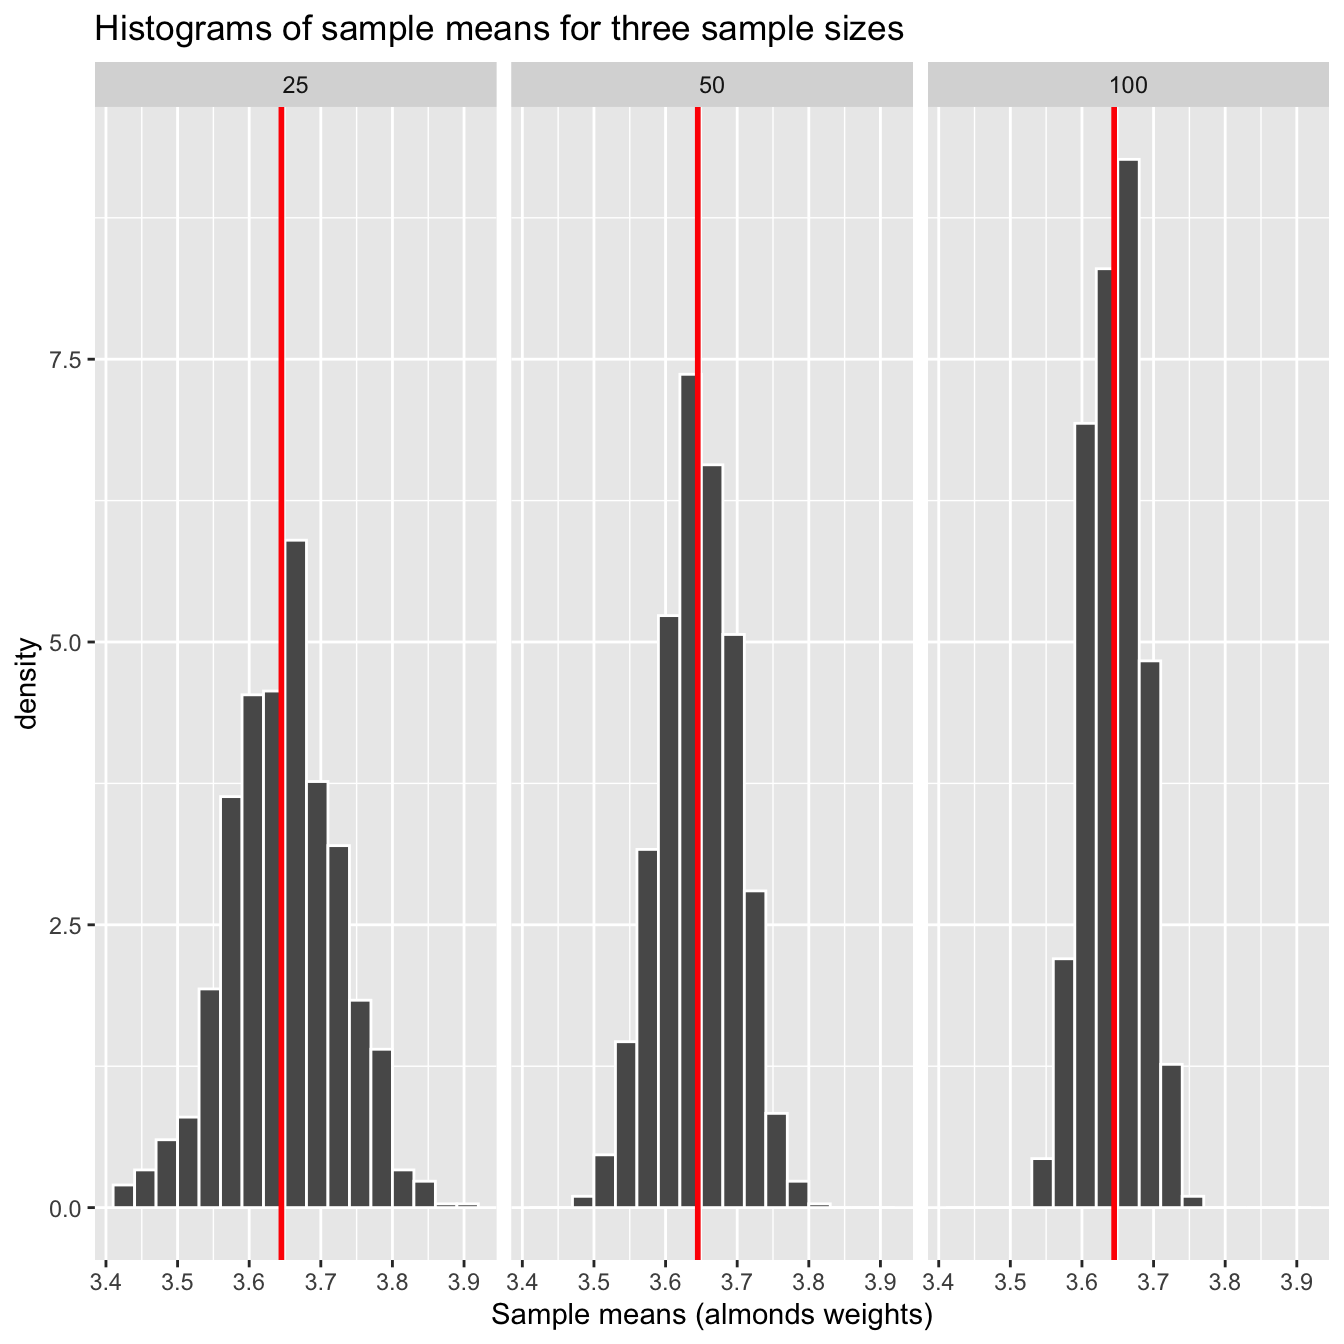 Histograms of sample means for three sample sizes
25 50 100
7.5
5.0
2.5
0.0
density
3.4 3.5 3.6 3.7 3.8 3.9 3.4 3.5 3.6 3.7 3.8 3.9 3.4 3.5 3.6 3.7 3.8 3.9
Sample means (almonds weights)